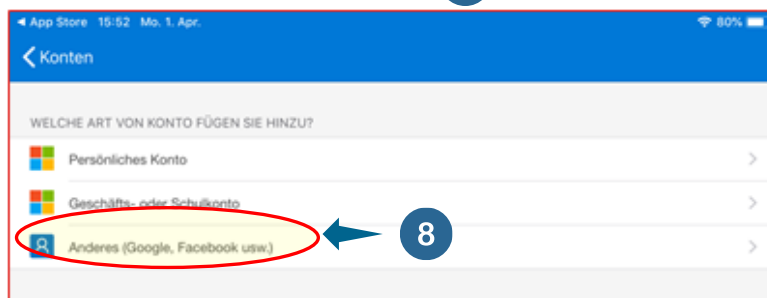 ◀ App Store 15:52 Mo. 1. Apr. 80%
Konten
WELCHE ART VON KONTO FÜGEN SIE HINZU?
Persönliches Konto
Geschäfts- oder Schulkonto
Anderes (Google, Facebook usw.)
8